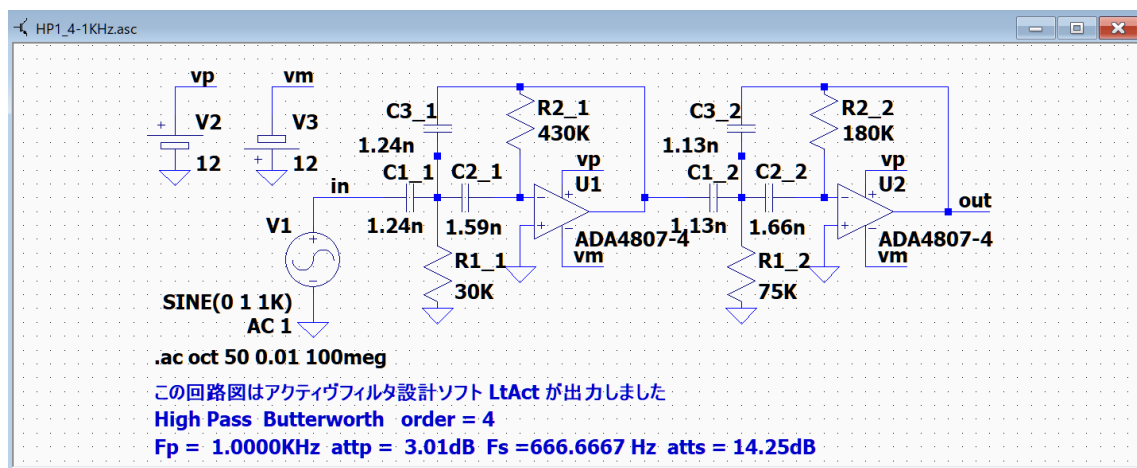 HP1_4-1KHz.asc
vp
vm
V2
V3
12
12
C3_1
1.24n
R2_1
430K
C3_2
1.13n
R2_2
180K
in
C1_1
1.24n
C2_1
1.59n
vp
U1
ADA4807-4
vm
C1_2
1.13n
C2_2
1.66n
vp
U2
ADA4807-4
vm
out
V1
R1_1
30K
R1_2
75K
SINE(0 1 1K)
AC 1
.ac oct 50 0.01 100meg
この回路図はアクティヴフィルタ設計ソフト LtAct が出力しました
High Pass Butterworth order = 4
Fp = 1.0000KHz attp = 3.01dB Fs =666.6667 Hz atts = 14.25dB